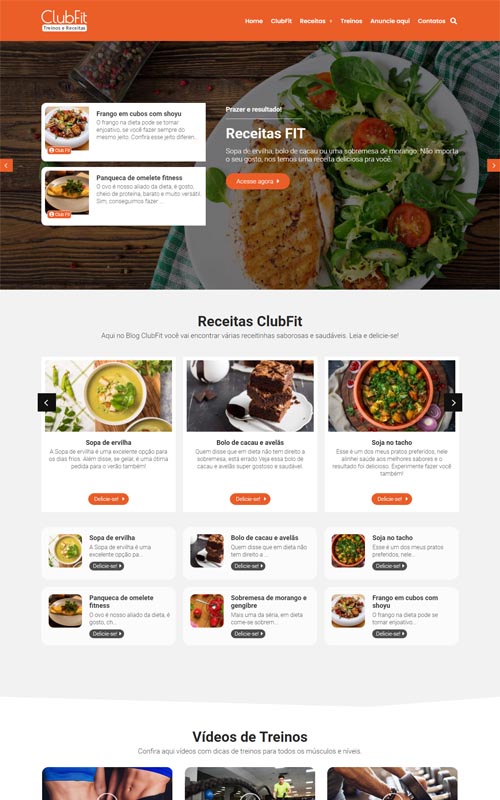 ClubFit
Treinos e Receitas
Home ClubFit Receitas + Treinos Anuncie aqui Contatos
Frango em cubos com shoyu
O frango na dieta pode se tornar
enjoativo, se você fazer sempre do
mesmo jeito. Confira esse jeito diferen...
Club Fit
Panqueca de omelete fitness
O ovo é nosso aliado da dieta, é gosto,
cheio de proteína, barato e muito versátil.
Sim, conseguimos fazer ...
Club Fit
Prazer e resultado!
Receitas FIT
Sopa de ervilha, bolo de cacau ou uma sobremesa de morango. Não importa
o seu gosto, nos temos uma receita deliciosa pra você.
Acesse agora
Receitas ClubFit
Aqui no Blog ClubFit você vai encontrar várias receitinhas saborosas e saudáveis. Leia e delicie-se!
Sopa de ervilha
A Sopa de ervilha é uma excelente opção para
os dias frios. Além disse, se gelar, é uma ótima
pedida para o verão também!
Delicie-se!
Bolo de cacau e avelãs
Quem disse que em dieta não tem direito a
sobremesa, está errado Veja essa bolo de
cacau e avelãs super gostoso e saudável.
Delicie-se!
Soja no tacho
Esse é um dos meus pratos preferidos, nele
alinhei saúde aos melhores sabores e o
resultado foi delicioso. Experimente fazer você
também!
Delicie-se!
Sopa de ervilha
A Sopa de ervilha é uma
excelente opção pa...
Delicie-se!
Bolo de cacau e avelãs
Quem disse que em dieta não
tem direito a ...
Delicie-se!
Soja no tacho
Esse é um dos meus pratos
preferidos, nele...
Delicie-se!
Panqueca de omelete
fitness
O ovo é nosso aliado da dieta, é
gosto, ch...
Delicie-se!
Sobremesa de morango e
gengibre
Mais uma da séria, em dieta
come-se sobrem...
Delicie-se!
Frango em cubos com
shoyu
O frango na dieta pode se
tornar enjoativo...
Delicie-se!
Vídeos de Treinos
Confira aqui vídeos com dicas de treinos para todos os músculos e níveis.